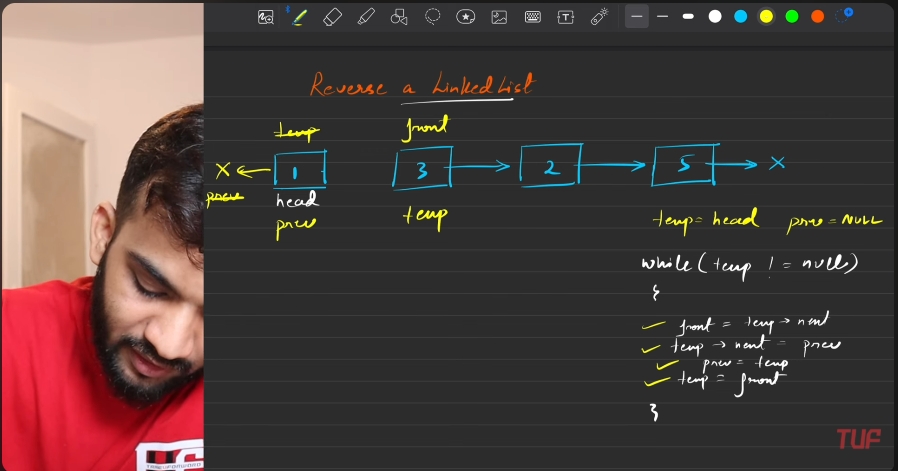 Reverse a LinkedList
temp
front
X
1
3
2
5
X
prev
head
prev
temp
temp = head prev = NULL
while ( temp != null)
{
front = temp → next
temp → next = prev
prev = temp
temp = front
}
TUF